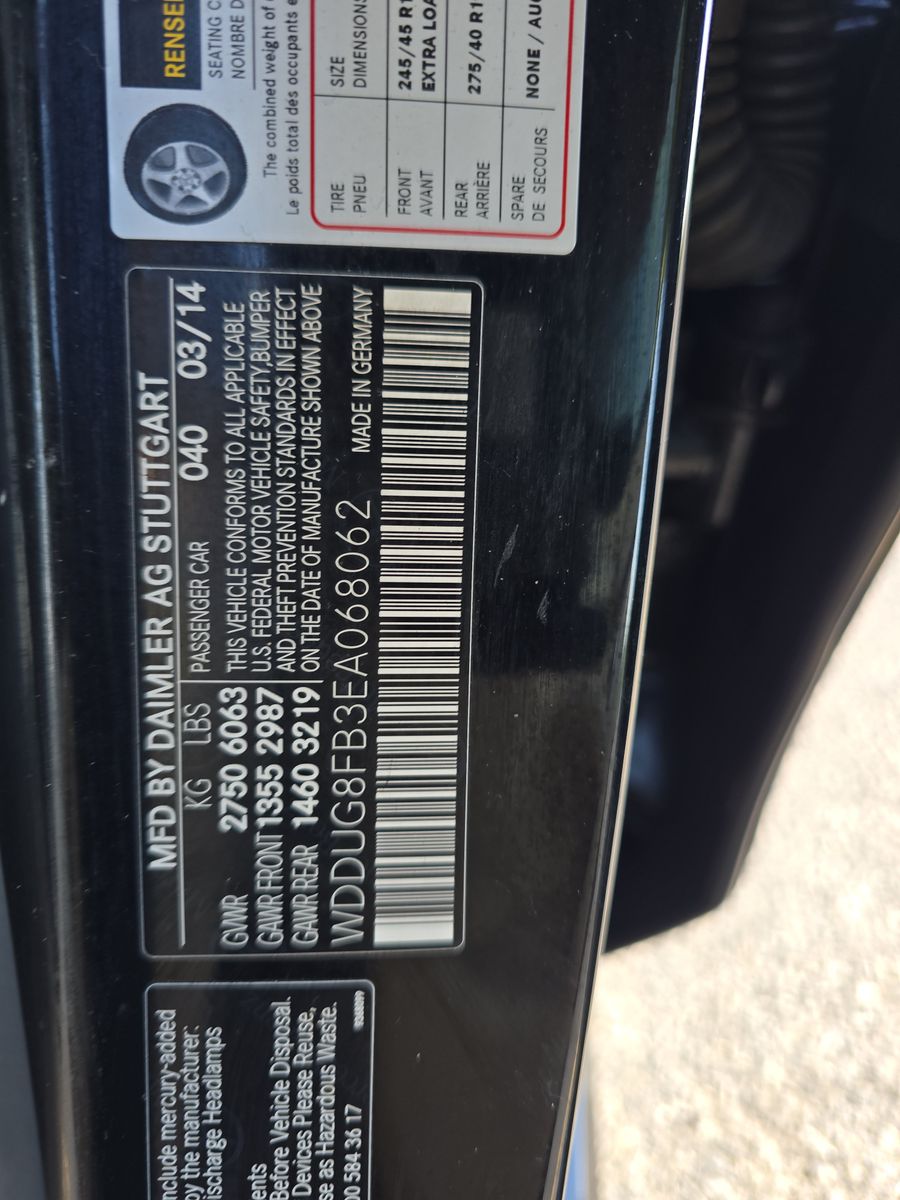 MFD BY DAIMLER AG STUTTGART
KG LBS PASSENGER CAR 040 03/14
GVWR 2750 6063 THIS VEHICLE CONFORMS TO ALL APPLICABLE
GAWR FRONT 1355 2987 U.S. FEDERAL MOTOR VEHICLE SAFETY,BUMPER
AND THEFT PREVENTION STANDARDS IN EFFECT
GAWR REAR 1460 3219 ON THE DATE OF MANUFACTURE SHOWN ABOVE
WDDUG8FB3EA068062 MADE IN GERMANY
SEATING C
NOMBRE D
The combined weight of
Le poids total des occupants e
TIRE SIZE
PNEU DIMENSIONS
FRONT 245/45 R1
AVANT EXTRA LOA
REAR 275/40 R1
ARRIÈRE
SPARE NONE / AU
DE SECOURS
nclude mercury-added
by the manufacturer:
ischarge Headlamps
ents
Before Vehicle Disposal.
Devices Please Reuse,
se as Hazardous Waste.
00 584 36 17